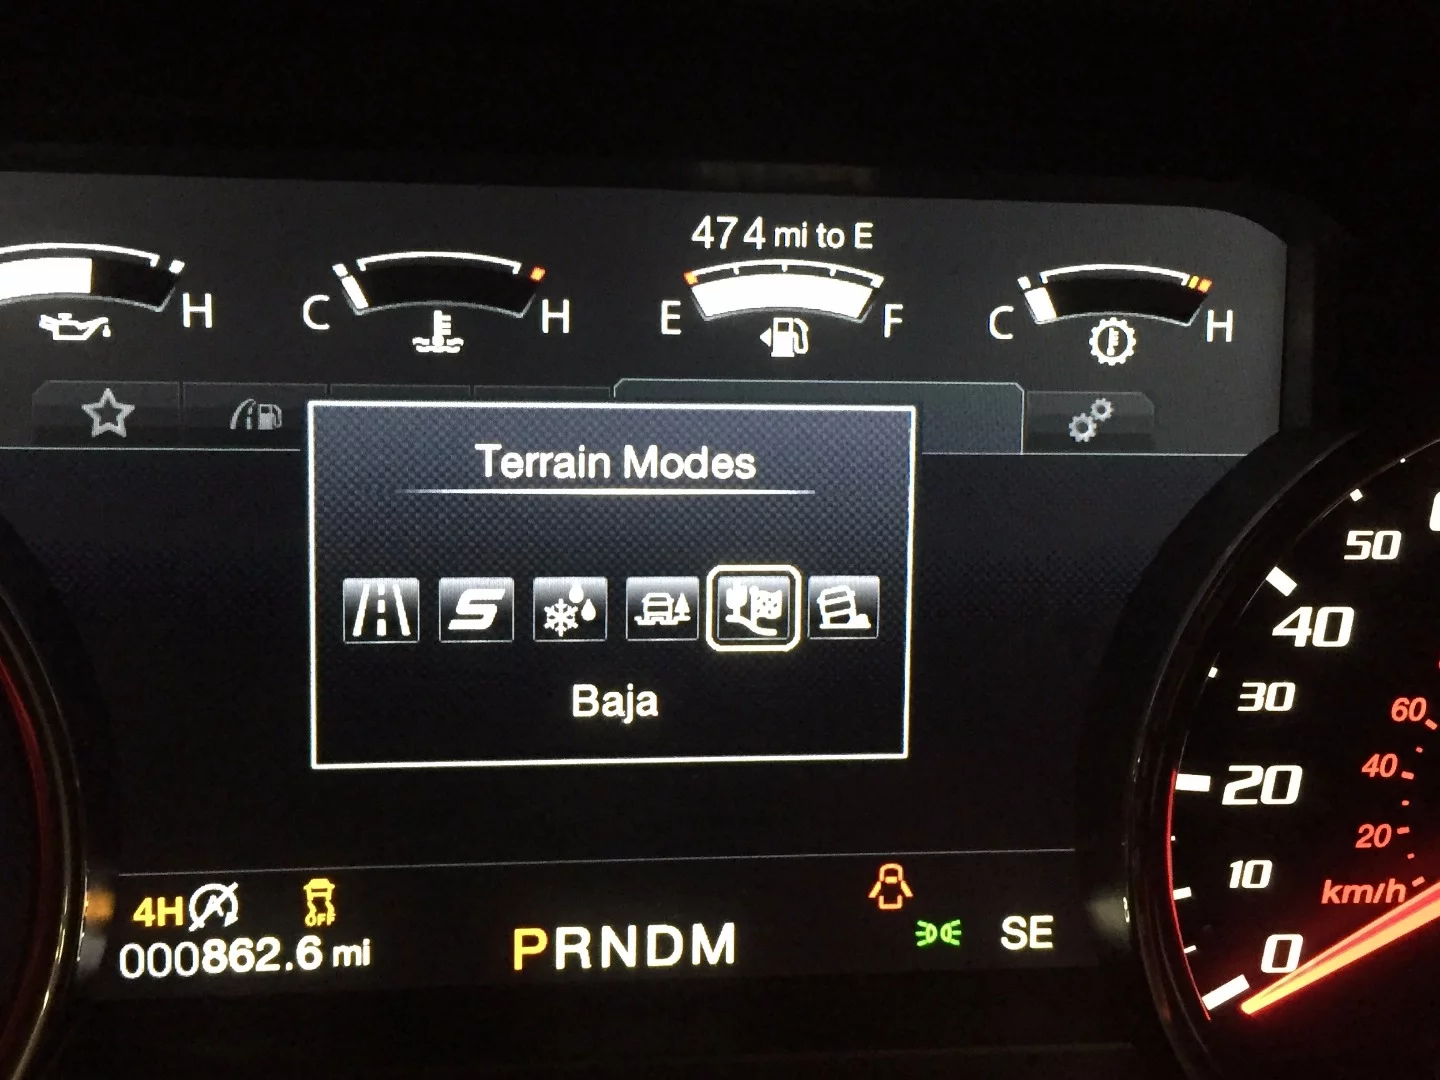 474 mi to E
H
C H
E F
C H
Terrain Modes
S
Baja
4H
OFF
000862.6 mi
PRNDM
SE
50
40
30
20
10
0
60
40
20
km/h